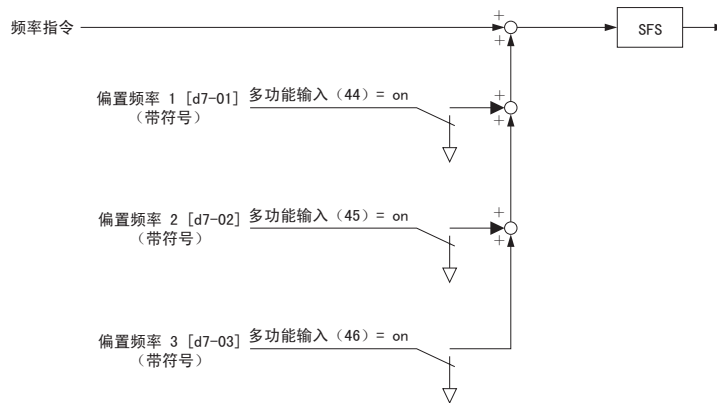 频率指令
+
+
SFS
偏置频率 1 [d7-01] 多功能输入（44）= on
（带符号）
+
+
偏置频率 2 [d7-02] 多功能输入（45）= on
（带符号）
+
+
偏置频率 3 [d7-03] 多功能输入（46）= on
（带符号）